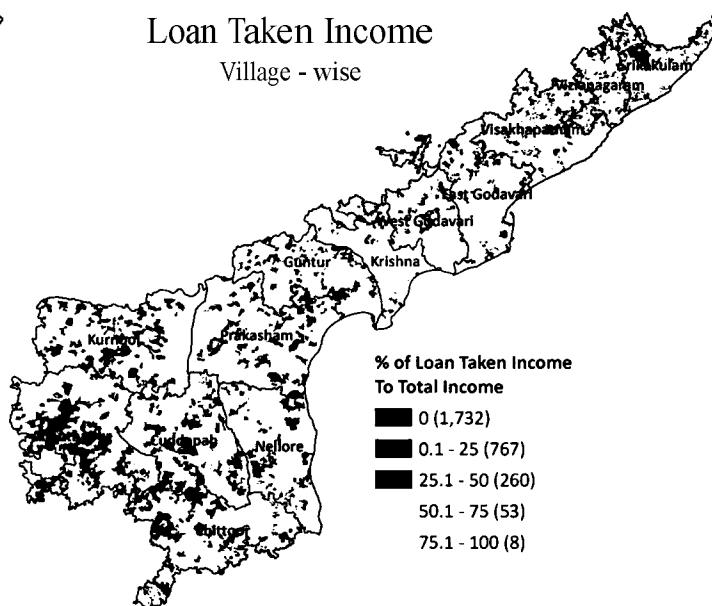 Loan Taken Income
Village - wise
Srikakulam
Vizianagaram
Visakhapatnam
East Godavari
West Godavari
Krishna
Guntur
Prakasham
Kurnool
Cuddapah
Nellore
Chittoor
% of Loan Taken Income
To Total Income
0 (1,732)
0.1 - 25 (767)
25.1 - 50 (260)
50.1 - 75 (53)
75.1 - 100 (8)